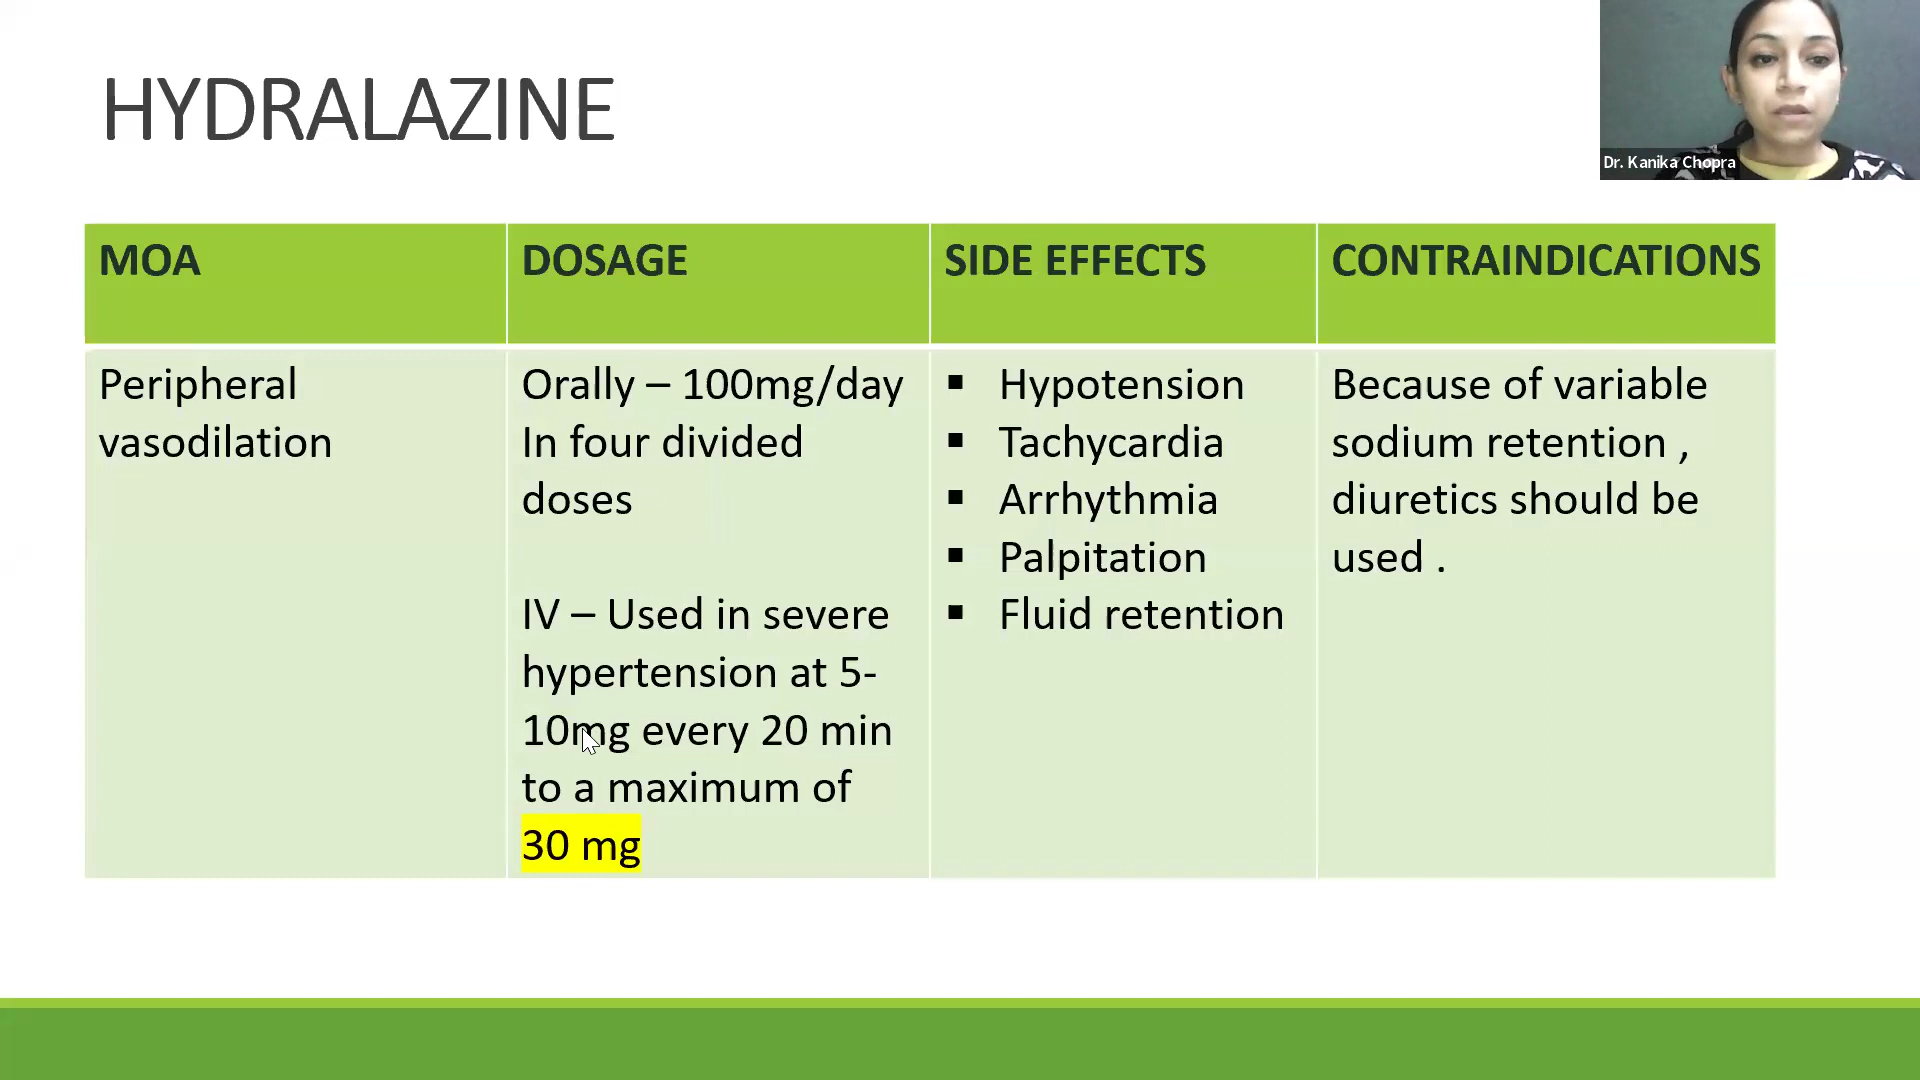 HYDRALAZINE
Dr. Kanika Chopra
MOA
DOSAGE
SIDE EFFECTS
CONTRAINDICATIONS
Peripheral
vasodilation
Orally – 100mg/day
In four divided
doses
IV – Used in severe
hypertension at 5-
10mg every 20 min
to a maximum of
30 mg
▪ Hypotension
▪ Tachycardia
▪ Arrhythmia
▪ Palpitation
▪ Fluid retention
Because of variable
sodium retention ,
diuretics should be
used .